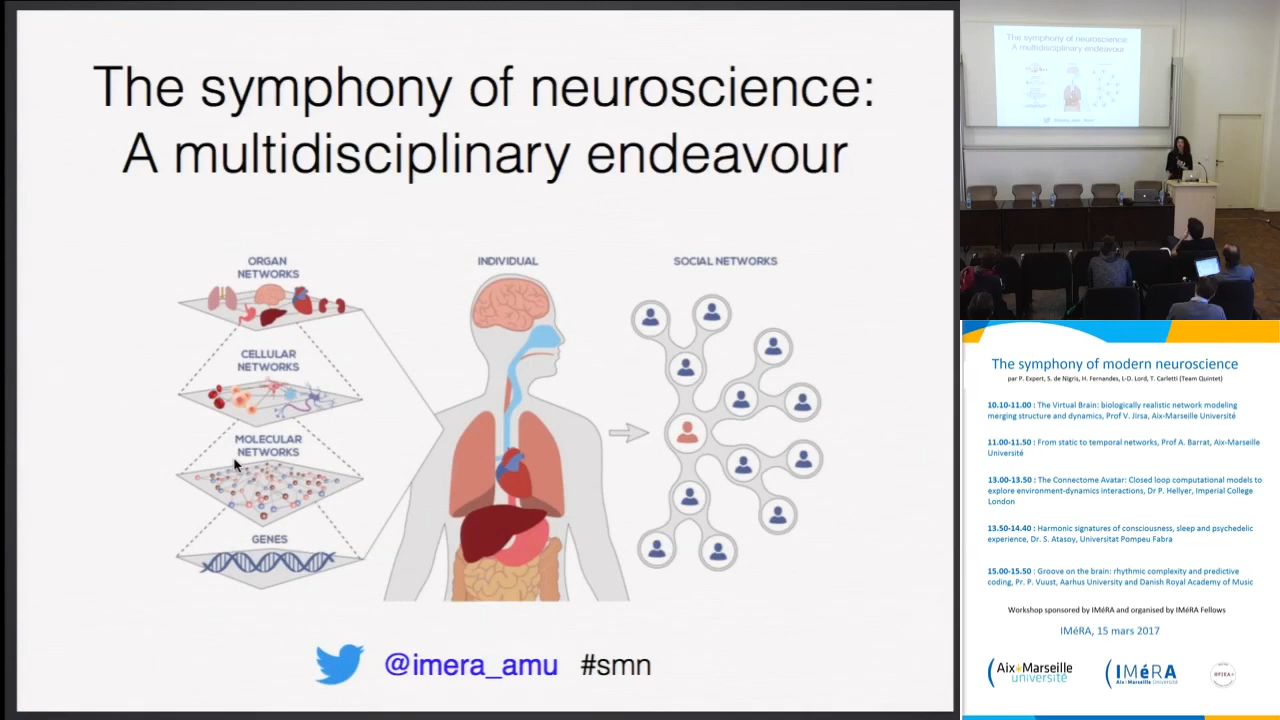 The symphony of neuroscience:
A multidisciplinary endeavour
ORGAN
NETWORKS
INDIVIDUAL
SOCIAL NETWORKS
CELLULAR
NETWORKS
MOLECULAR
NETWORKS
GENES
@imera_amu #smn
The symphony of neuroscience:
A multidisciplinary endeavour
The symphony of modern neuroscience
par P. Expert, S. de Nigris, H. Fernandes, L-D. Lord, T. Carletti (Team Quintet)
10.10-11.00 : The Virtual Brain: biologically realistic network modeling
merging structure and dynamics, Prof V. Jirsa, Aix-Marseille Université
11.00-11.50 : From static to temporal networks, Prof A. Barrat, Aix-Marseille
Université
13.00-13.50 : The Connectome Avatar: Closed loop computational models to
explore environment-dynamics interactions, Dr P. Hellyer, Imperial College
London
13.50-14.40 : Harmonic signatures of consciousness, sleep and psychedelic
experience, Dr. S. Atasoy, Universitat Pompeu Fabra
15.00-15.50 : Groove on the brain: rhythmic complexity and predictive
coding, Pr. P. Vuust, Aarhus University and Danish Royal Academy of Music
Workshop sponsored by IMéRA and organised by IMéRA Fellows
IMéRA, 15 mars 2017
Aix Marseille
université
IMéRA
Aix Marseille Université